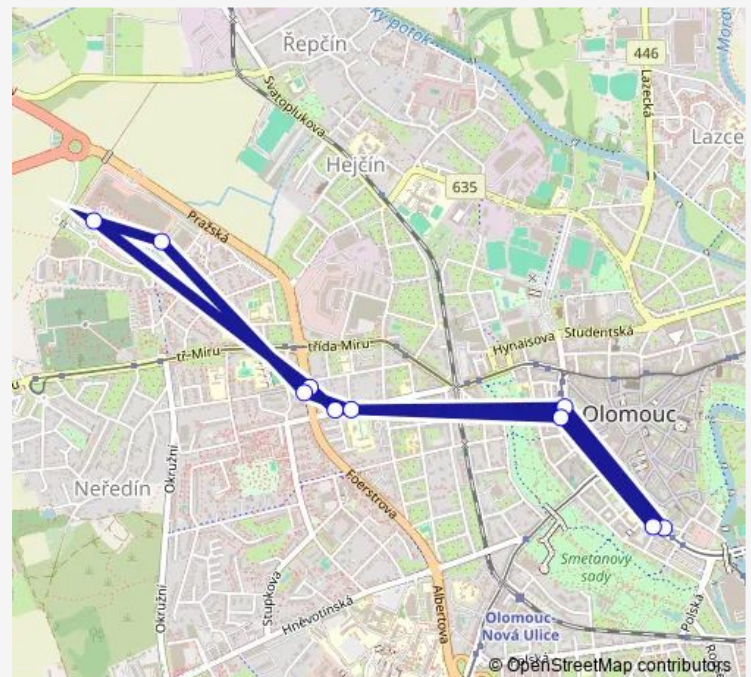 Řepčín
446
Lazecká
Svatoplukova
Lazce
Hejčín
635
Pražská
třída Míru
tř. Míru
Hynaisova
Studentská
Olomouc
Neředín
Okružní
Foerstrova
Smetanovy
sady
Stupkova
Okružní
Hněvotínská
Albertova
Polská
Olomouc-
Nová Ulice
© OpenStreetMap contributors